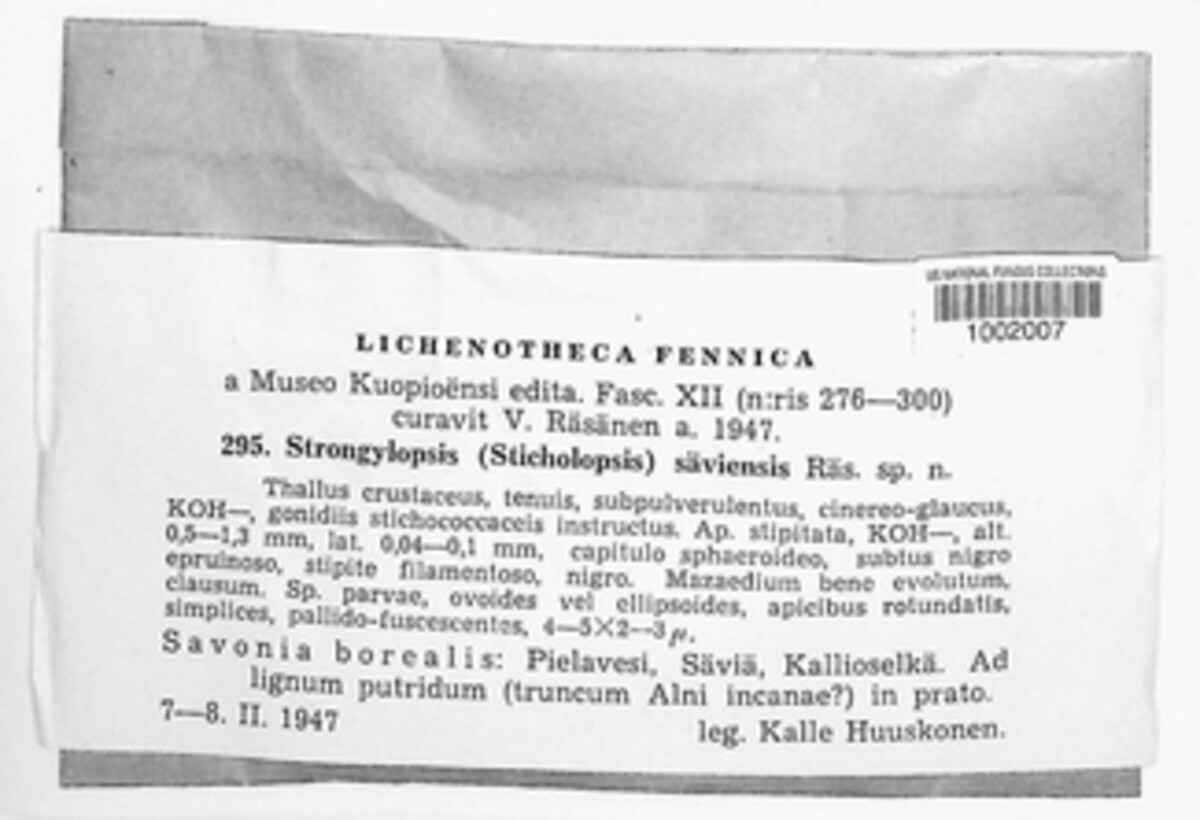 US NATIONAL FUNGUS COLLECTIONS
1002007
LICHENOTHECA FENNICA
a Museo Kuopioënsi edita. Fasc. XII (n:ris 276—300)
curavit V. Räsänen a. 1947.
295. Strongylopsis (Sticholopsis) säviensis Räs. sp. n.
Thallus crustaceus, tenuis, subpulverulentus, cinereo-glaucus,
KOH—, gonidiis stichococcaceis instructus. Ap. stipitata, KOH—, alt.
0,5—1,3 mm, lat. 0,04—0,1 mm, capitulo sphaeroideo, subtus nigro
epruinoso, stipite filamentoso, nigro. Mazaedium bene evolutum,
clausum. Sp. parvae, ovoides vel ellipsoides, apicibus rotundatis,
simplices, pallido-fuscescentes, 4—5×2—3 µ.
Savonia borealis: Pielavesi, Säviä, Kallioselkä. Ad
lignum putridum (truncum Alni incanae?) in prato.
7—8. II. 1947 leg. Kalle Huuskonen.